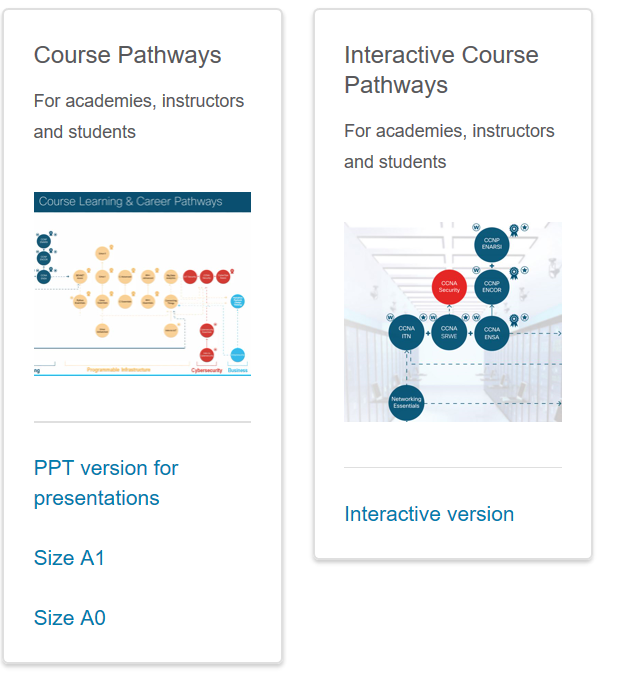 Course Pathways
For academies, instructors
and students
Course Learning & Career Pathways
ng
Programmable Infrastructure
Cybersecurity
Business
PPT version for
presentations
Size A1
Size A0
Interactive Course
Pathways
For academies, instructors
and students
CCNP
ENARSI
CCNA
Security
CCNP
ENCOR
CCNA
ITN
CCNA
SRWE
CCNA
ENSA
Networking
Essentials
Interactive version